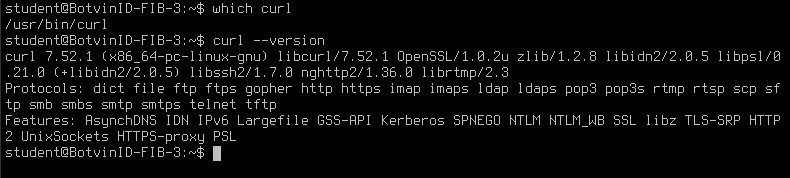 student@BotvinID-FIB-3:~$ which curl
/usr/bin/curl
student@BotvinID-FIB-3:~$ curl --version
curl 7.52.1 (x86_64-pc-linux-gnu) libcurl/7.52.1 OpenSSL/1.0.2u zlib/1.2.8 libidn2/2.0.5 libpsl/0
.21.0 (+libidn2/2.0.5) libssh2/1.7.0 nghttp2/1.36.0 librtmp/2.3
Protocols: dict file ftp ftps gopher http https imap imaps ldap ldaps pop3 pop3s rtmp rtsp scp sf
tp smb smbs smtp smtps telnet tftp
Features: AsynchDNS IDN IPv6 Largefile GSS-API Kerberos SPNEGO NTLM NTLM_WB SSL libz TLS-SRP HTTP
2 UnixSockets HTTPS-proxy PSL
student@BotvinID-FIB-3:~$